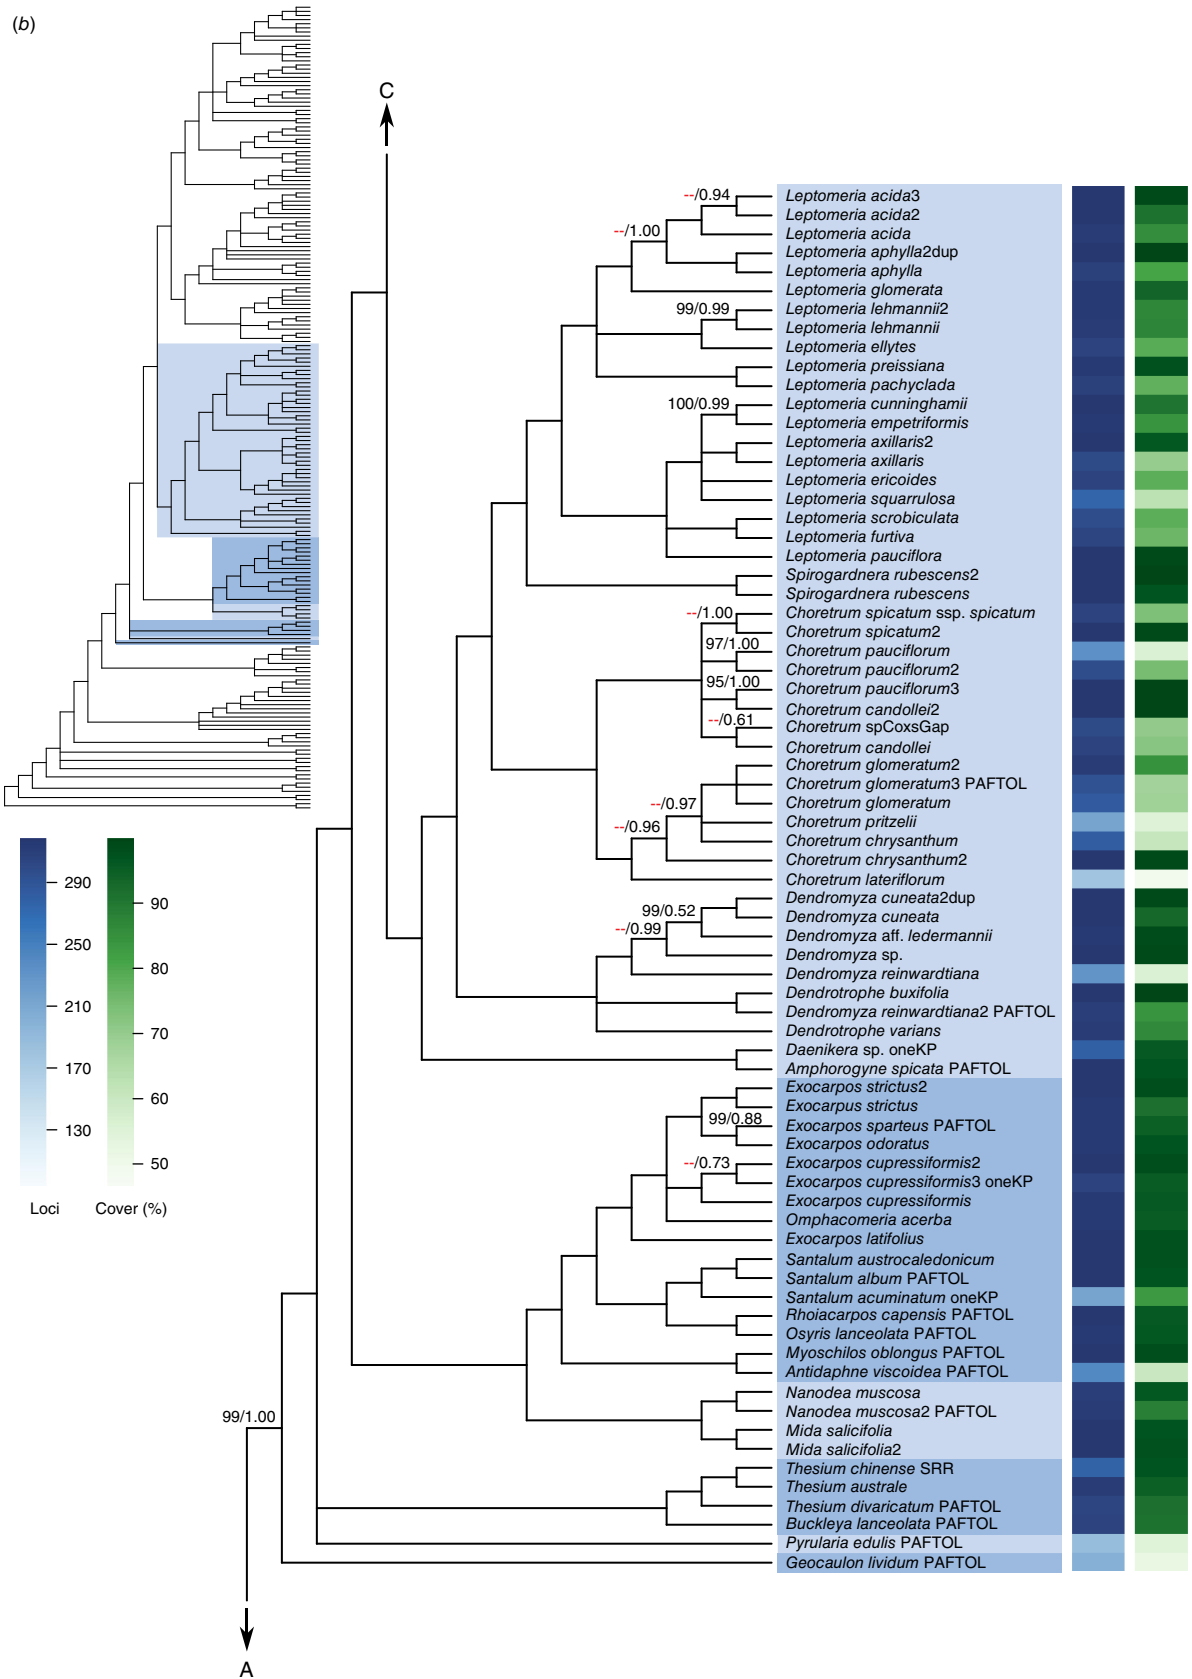 (b)
C
--/0.94
Leptomeria acida3
Leptomeria acida2
--/1.00
Leptomeria acida
Leptomeria aphylla2dup
Leptomeria aphylla
Leptomeria glomerata
99/0.99
Leptomeria lehmannii2
Leptomeria lehmannii
Leptomeria ellytes
Leptomeria preissiana
Leptomeria pachyclada
100/0.99
Leptomeria cunninghamii
Leptomeria empetriformis
Leptomeria axillaris2
Leptomeria axillaris
Leptomeria ericoides
Leptomeria squarrulosa
Leptomeria scrobiculata
Leptomeria furtiva
Leptomeria pauciflora
Spirogardnera rubescens2
Spirogardnera rubescens
--/1.00
Choretrum spicatum ssp. spicatum
Choretrum spicatum2
97/1.00
Choretrum pauciflorum
Choretrum pauciflorum2
95/1.00
Choretrum pauciflorum3
Choretrum candollei2
--/0.61
Choretrum spCoxsGap
Choretrum candollei
Choretrum glomeratum2
Choretrum glomeratum3 PAFTOL
--/0.97
Choretrum glomeratum
Choretrum pritzelii
--/0.96
Choretrum chrysanthum
Choretrum chrysanthum2
Choretrum lateriflorum
Dendromyza cuneata2dup
99/0.52
Dendromyza cuneata
--/0.99
Dendromyza aff. ledermannii
Dendromyza sp.
Dendromyza reinwardtiana
Dendrotrophe buxifolia
Dendromyza reinwardtiana2 PAFTOL
Dendrotrophe varians
Daenikera sp. oneKP
Amphorogyne spicata PAFTOL
Exocarpos strictus2
Exocarpus strictus
99/0.88
Exocarpos sparteus PAFTOL
Exocarpos odoratus
--/0.73
Exocarpos cupressiformis2
Exocarpos cupressiformis3 oneKP
Exocarpos cupressiformis
Omphacomeria acerba
Exocarpos latifolius
Santalum austrocaledonicum
Santalum album PAFTOL
Santalum acuminatum oneKP
Rhoiacarpos capensis PAFTOL
Osyris lanceolata PAFTOL
Myoschilos oblongus PAFTOL
Antidaphne viscoidea PAFTOL
Nanodea muscosa
Nanodea muscosa2 PAFTOL
99/1.00
Mida salicifolia
Mida salicifolia2
Thesium chinense SRR
Thesium australe
Thesium divaricatum PAFTOL
Buckleya lanceolata PAFTOL
Pyrularia edulis PAFTOL
Geocaulon lividum PAFTOL
290
250
210
170
130
Loci
90
80
70
60
50
Cover (%)
A